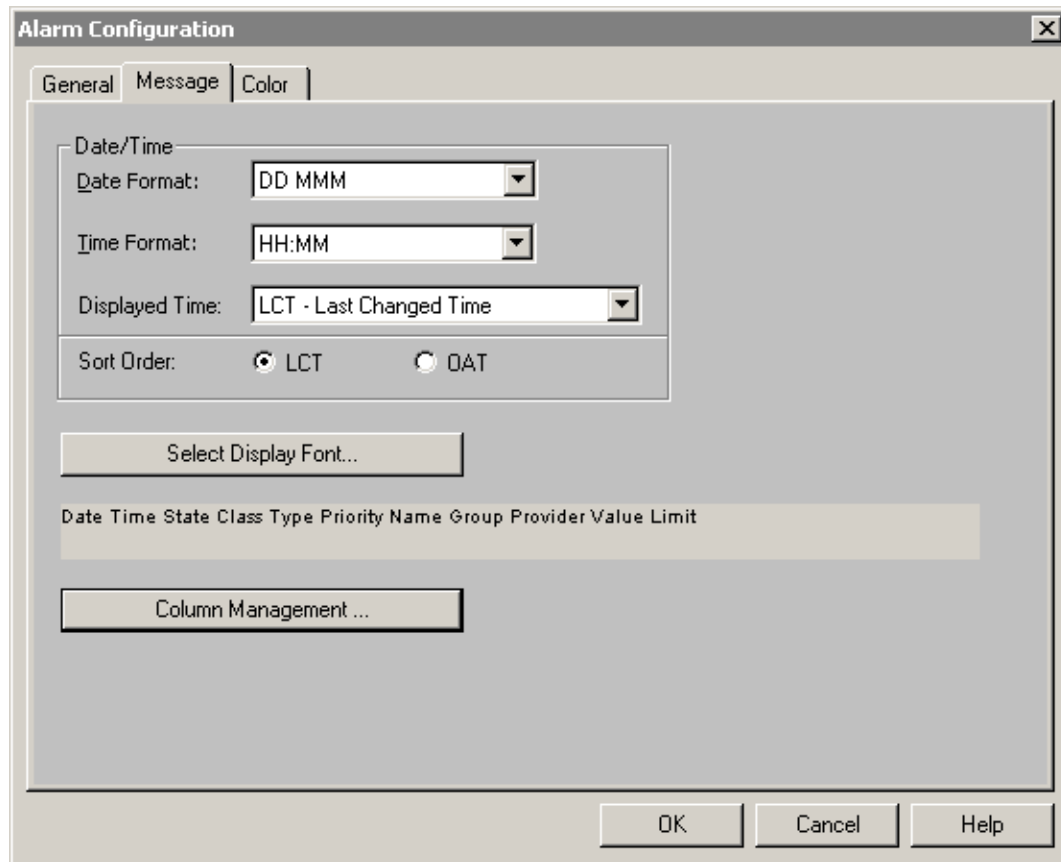 Alarm Configuration
General Message Color
Date/Time
Date Format: DD MMM
Time Format: HH:MM
Displayed Time: LCT - Last Changed Time
Sort Order: LCT OAT
Select Display Font...
Date Time State Class Type Priority Name Group Provider Value Limit
Column Management ...
OK Cancel Help